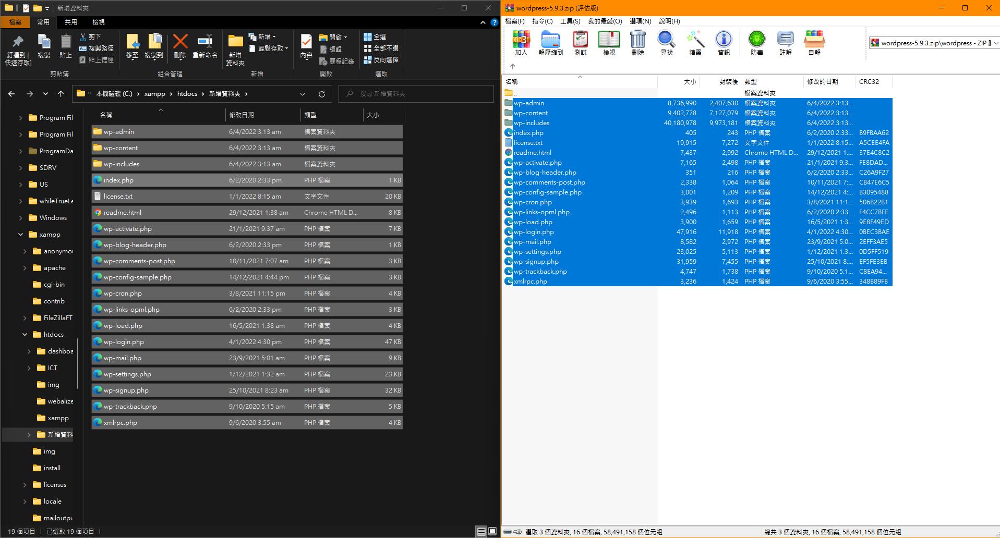 新增資料夾
檔案 常用 共用 檢視
釘選到 [
快速存取]
複製
貼上
剪下
複製路徑
貼上捷徑
移至
複製到
刪除
重新命名
新增
資料夾
新增
輕鬆存取
內容
開啟
編輯
歷程記錄
全選
全部不選
反向選擇
剪貼簿 組合管理 新增 開啟 選取
本機磁碟 (C:) › xampp › htdocs › 新增資料夾 ›
搜尋 新增資料夾
Program Fil
Program Fil
ProgramDa
SDRV
US
whileTrueLe
Windows
xampp
anonymou
apache
cgi-bin
contrib
FileZillaFT
htdocs
dashboa
ICT
img
webalize
xampp
新增資料
img
install
licenses
locale
mailoutpu
名稱 修改日期 類型 大小
wp-admin 6/4/2022 3:13 am 檔案資料夾
wp-content 6/4/2022 3:13 am 檔案資料夾
wp-includes 6/4/2022 3:13 am 檔案資料夾
index.php 6/2/2020 2:33 pm PHP 檔案 1 KB
license.txt 1/1/2022 8:15 am 文字文件 20 KB
readme.html 29/12/2021 1:38 am Chrome HTML D... 8 KB
wp-activate.php 21/1/2021 9:37 am PHP 檔案 7 KB
wp-blog-header.php 6/2/2020 2:33 pm PHP 檔案 1 KB
wp-comments-post.php 10/11/2021 7:07 am PHP 檔案 3 KB
wp-config-sample.php 14/12/2021 4:44 pm PHP 檔案 3 KB
wp-cron.php 3/8/2021 11:15 pm PHP 檔案 4 KB
wp-links-opml.php 6/2/2020 2:33 pm PHP 檔案 3 KB
wp-load.php 16/5/2021 1:38 am PHP 檔案 4 KB
wp-login.php 4/1/2022 4:30 pm PHP 檔案 47 KB
wp-mail.php 23/9/2021 5:01 am PHP 檔案 9 KB
wp-settings.php 1/12/2021 1:32 am PHP 檔案 23 KB
wp-signup.php 25/10/2021 8:23 am PHP 檔案 32 KB
wp-trackback.php 9/10/2020 5:15 am PHP 檔案 5 KB
xmlrpc.php 9/6/2020 3:55 am PHP 檔案 4 KB
19 個項目 | 已選取 19 個項目 |
wordpress-5.9.3.zip (評估版)
檔案(F) 指令(C) 工具(S) 我的最愛(O) 選項(N) 說明(H)
加入 解壓縮到 測試 檢視 刪除 尋找 精靈 資訊 防毒 註解 自解
wordpress-5.9.3.zip\wordpress - ZIP
名稱 大小 封裝後 類型 修改的日期 CRC32
.. 檔案資料夾
wp-admin 8,736,990 2,407,630 檔案資料夾 6/4/2022 3:13...
wp-content 9,402,778 7,127,079 檔案資料夾 6/4/2022 3:13...
wp-includes 40,180,978 9,973,181 檔案資料夾 6/4/2022 3:13...
index.php 405 243 PHP 檔案 6/2/2020 2:33... B9FBAA62
license.txt 19,915 7,272 文字文件 1/1/2022 8:15... A5CEE4FA
readme.html 7,437 2,992 Chrome HTML D... 29/12/2021 1:... 37E4C8C2
wp-activate.php 7,165 2,498 PHP 檔案 21/1/2021 9:3... FE8DAD...
wp-blog-header.php 351 216 PHP 檔案 6/2/2020 2:33... C26A9F27
wp-comments-post.php 2,338 1,064 PHP 檔案 10/11/2021 7:... CB47E6C5
wp-config-sample.php 3,001 1,209 PHP 檔案 14/12/2021 4:... B3095488
wp-cron.php 3,939 1,693 PHP 檔案 3/8/2021 11:1... 506B22B1
wp-links-opml.php 2,496 1,113 PHP 檔案 6/2/2020 2:33... F4CC7BFE
wp-load.php 3,900 1,659 PHP 檔案 16/5/2021 1:3... 9E8F49ED
wp-login.php 47,916 11,918 PHP 檔案 4/1/2022 4:30... 0BEC3BAE
wp-mail.php 8,582 2,972 PHP 檔案 23/9/2021 5:0... 2EFF3AE5
wp-settings.php 23,025 5,113 PHP 檔案 1/12/2021 1:3... 0D5FF519
wp-signup.php 31,959 7,455 PHP 檔案 25/10/2021 8:... EF5FE3EB
wp-trackback.php 4,747 1,738 PHP 檔案 9/10/2020 5:1... C8EA94...
xmlrpc.php 3,236 1,424 PHP 檔案 9/6/2020 3:55... 348B89FB
選取 3 個資料夾, 16 個檔案, 58,491,158 個位元組
總共 3 個資料夾, 16 個檔案, 58,491,158 個位元組